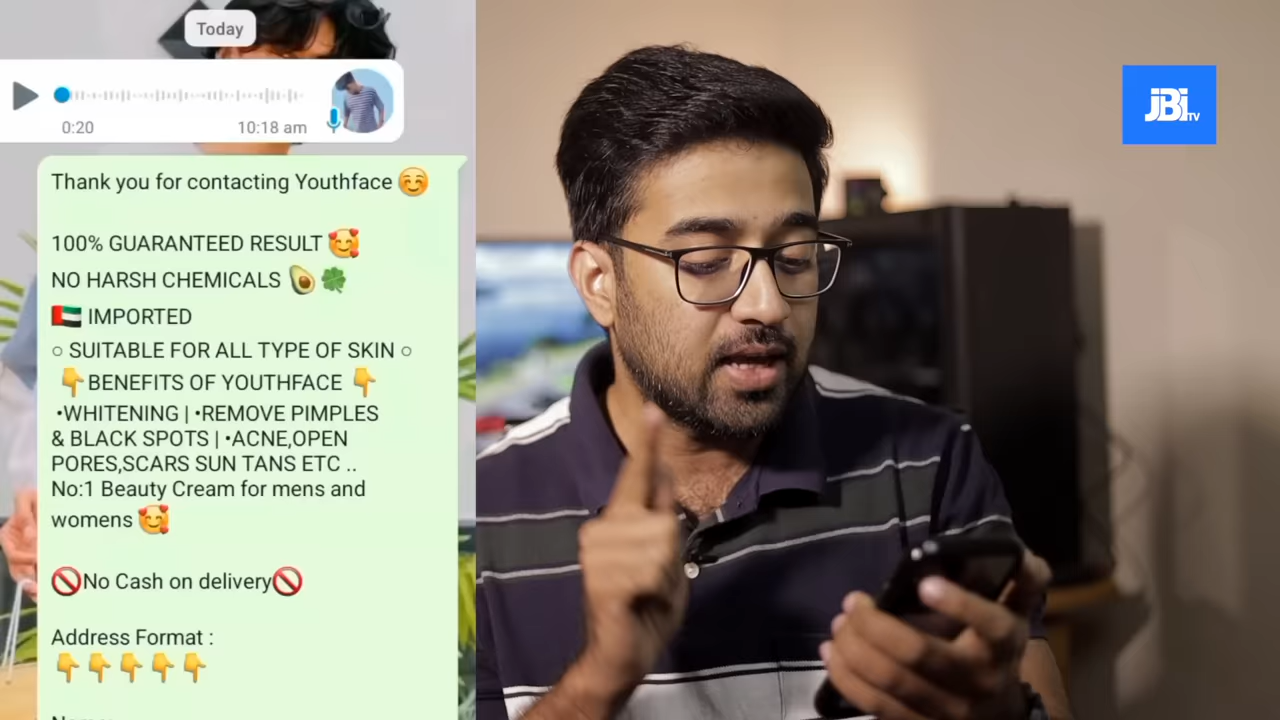 Today
0:20
10:18 am
Thank you for contacting Youthface 😊
100% GUARANTEED RESULT 🥰
NO HARSH CHEMICALS 🥑🍀
🇦🇪 IMPORTED
○ SUITABLE FOR ALL TYPE OF SKIN ○
👇BENEFITS OF YOUTHFACE 👇
•WHITENING | •REMOVE PIMPLES
& BLACK SPOTS | •ACNE,OPEN
PORES,SCARS SUN TANS ETC ..
No:1 Beauty Cream for mens and
womens 🥰
🚫No Cash on delivery🚫
Address Format :
👇👇👇👇👇
JBI TV